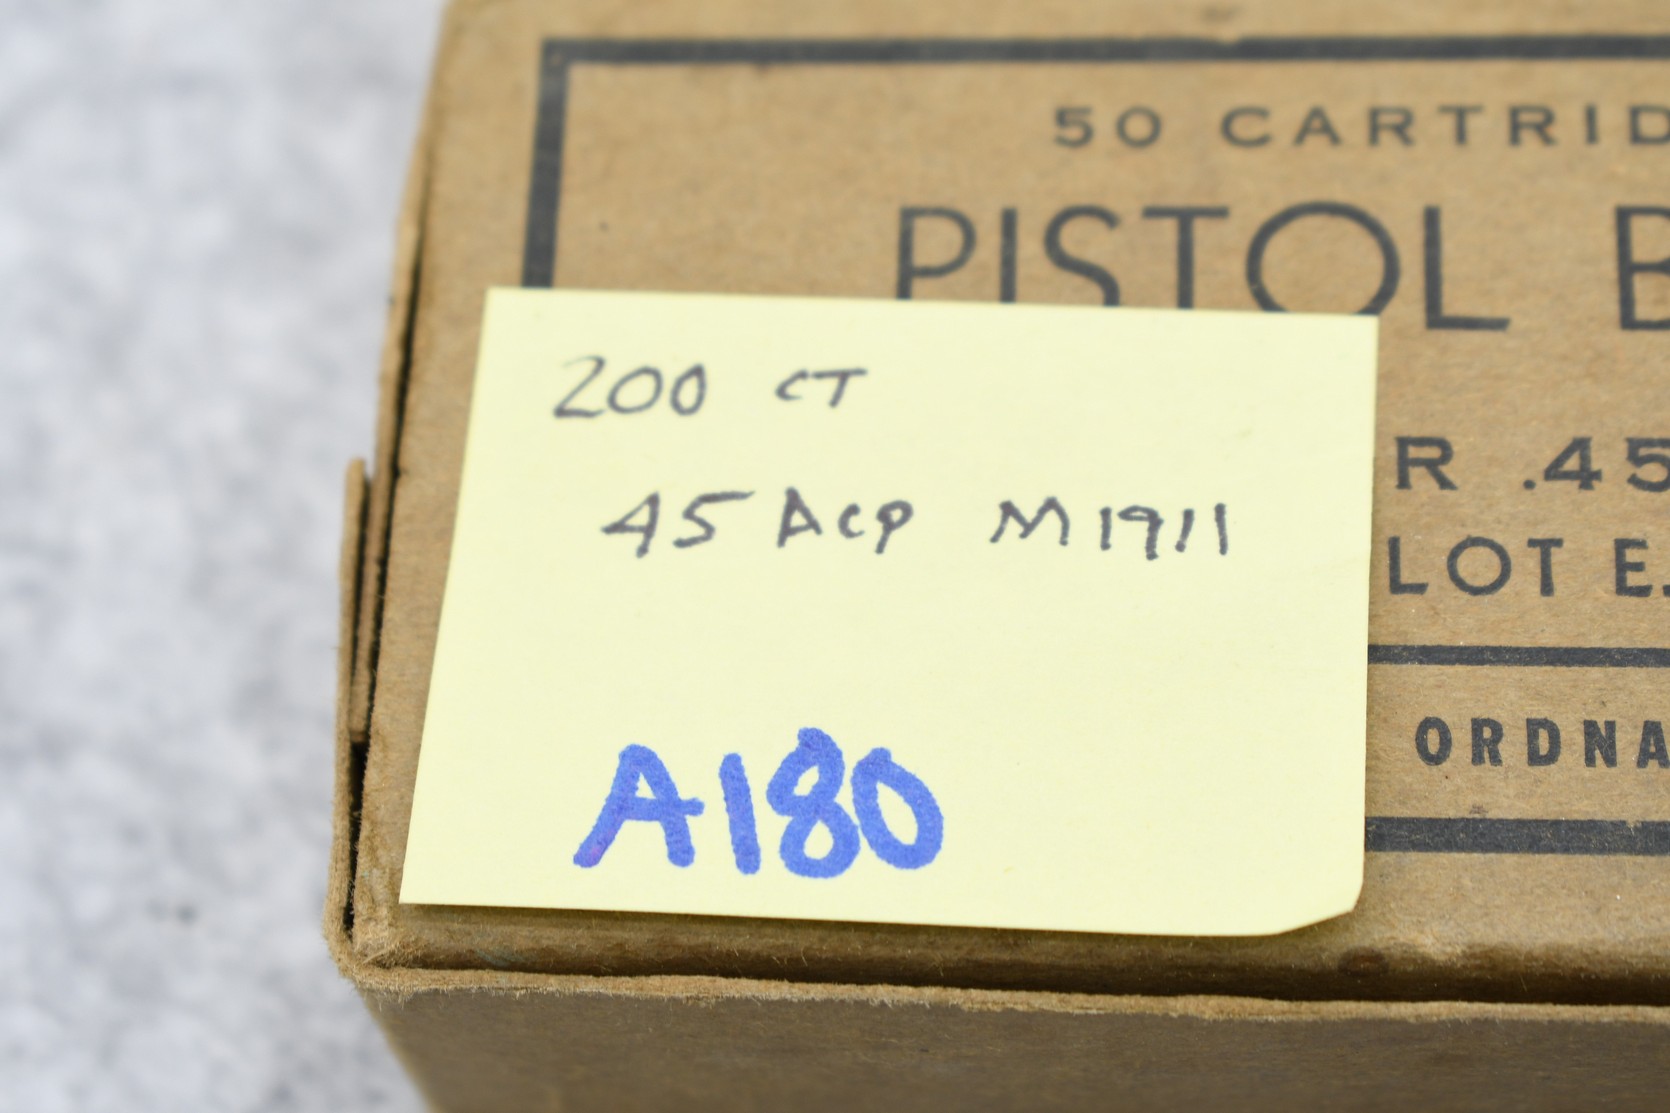 50 CARTRID
PISTOL B
R .45
LOT E.
ORDNA
200 CT
45 ACP M1911
A180